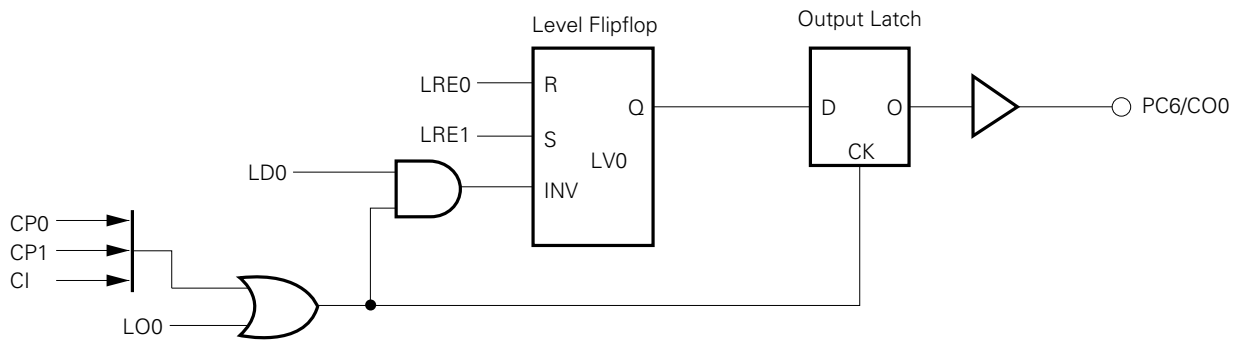 Level Flipflop
Output Latch
LRE0
R
Q
D
O
PC6/CO0
LRE1
S
CK
LV0
LD0
INV
CP0
CP1
CI
LO0